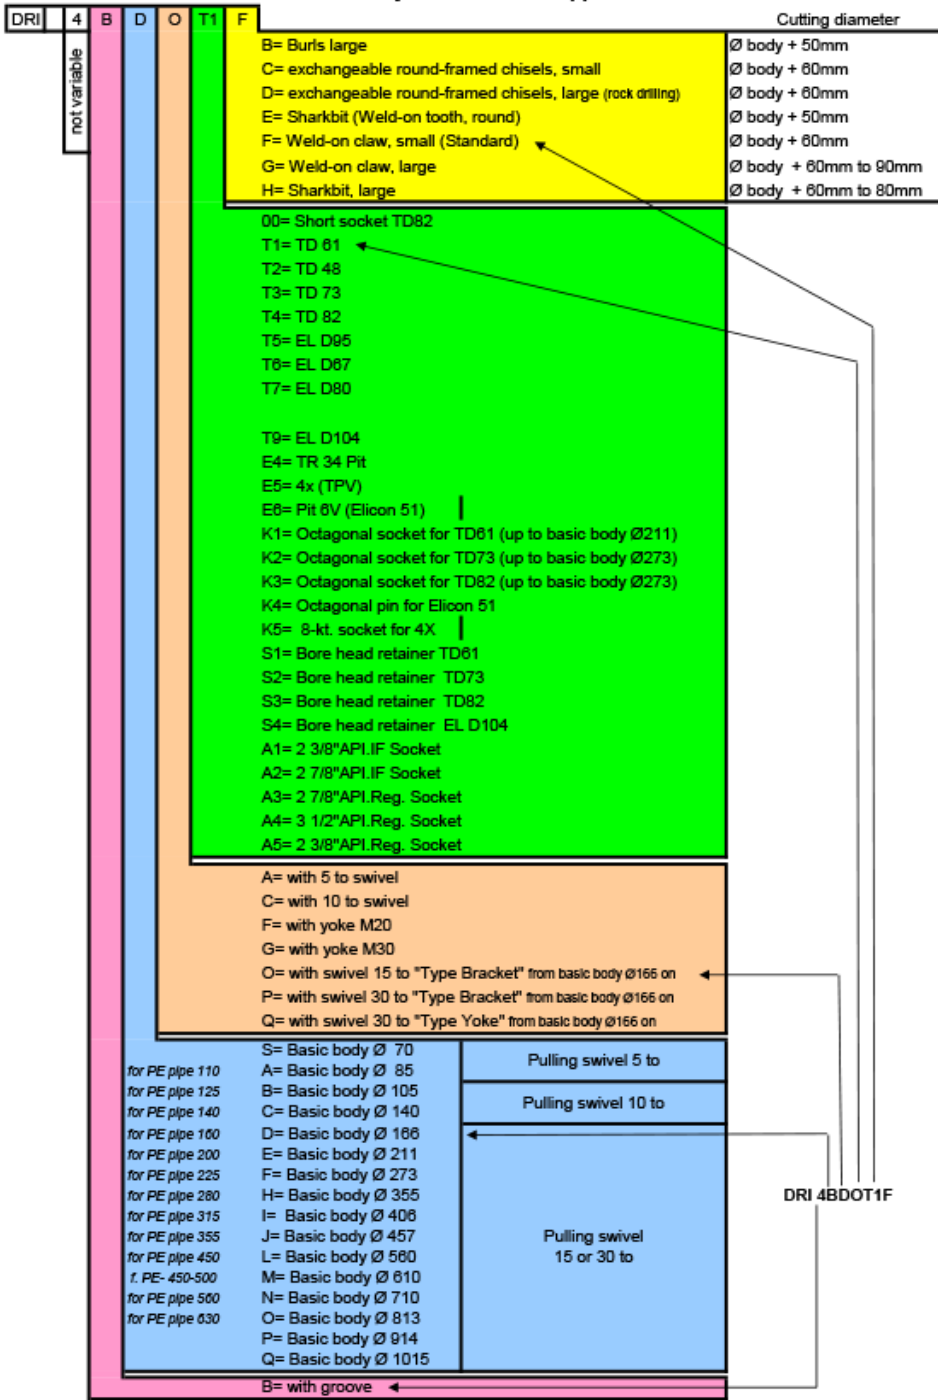 DRI 4 B D O T1 F Cutting diameter
not variable
B= Burls large Ø body + 50mm
C= exchangeable round-framed chisels, small Ø body + 60mm
D= exchangeable round-framed chisels, large (rock drilling) Ø body + 60mm
E= Sharkbit (Weld-on tooth, round) Ø body + 50mm
F= Weld-on claw, small (Standard) Ø body + 60mm
G= Weld-on claw, large Ø body + 60mm to 90mm
H= Sharkbit, large Ø body + 60mm to 80mm
00= Short socket TD82
T1= TD 61
T2= TD 48
T3= TD 73
T4= TD 82
T5= EL D95
T6= EL D67
T7= EL D80
T9= EL D104
E4= TR 34 Pit
E5= 4x (TPV)
E6= Pit 6V (Elicon 51)
K1= Octagonal socket for TD61 (up to basic body Ø211)
K2= Octagonal socket for TD73 (up to basic body Ø273)
K3= Octagonal socket for TD82 (up to basic body Ø273)
K4= Octagonal pin for Elicon 51
K5= 8-kt. socket for 4X
S1= Bore head retainer TD61
S2= Bore head retainer TD73
S3= Bore head retainer TD82
S4= Bore head retainer EL D104
A1= 2 3/8"API.IF Socket
A2= 2 7/8"API.IF Socket
A3= 2 7/8"API.Reg. Socket
A4= 3 1/2"API.Reg. Socket
A5= 2 3/8"API.Reg. Socket
A= with 5 to swivel
C= with 10 to swivel
F= with yoke M20
G= with yoke M30
O= with swivel 15 to "Type Bracket" from basic body Ø166 on
P= with swivel 30 to "Type Bracket" from basic body Ø166 on
Q= with swivel 30 to "Type Yoke" from basic body Ø166 on
S= Basic body Ø 70
Pulling swivel 5 to
for PE pipe 110 A= Basic body Ø 85
for PE pipe 125 B= Basic body Ø 105
Pulling swivel 10 to
for PE pipe 140 C= Basic body Ø 140
for PE pipe 160 D= Basic body Ø 166
for PE pipe 200 E= Basic body Ø 211
for PE pipe 225 F= Basic body Ø 273
for PE pipe 280 H= Basic body Ø 355
DRI 4BDOT1F
for PE pipe 315 I= Basic body Ø 406
for PE pipe 355 J= Basic body Ø 457
Pulling swivel
for PE pipe 450 L= Basic body Ø 560
15 or 30 to
f. PE- 450-500 M= Basic body Ø 610
for PE pipe 560 N= Basic body Ø 710
for PE pipe 630 O= Basic body Ø 813
P= Basic body Ø 914
Q= Basic body Ø 1015
B= with groove